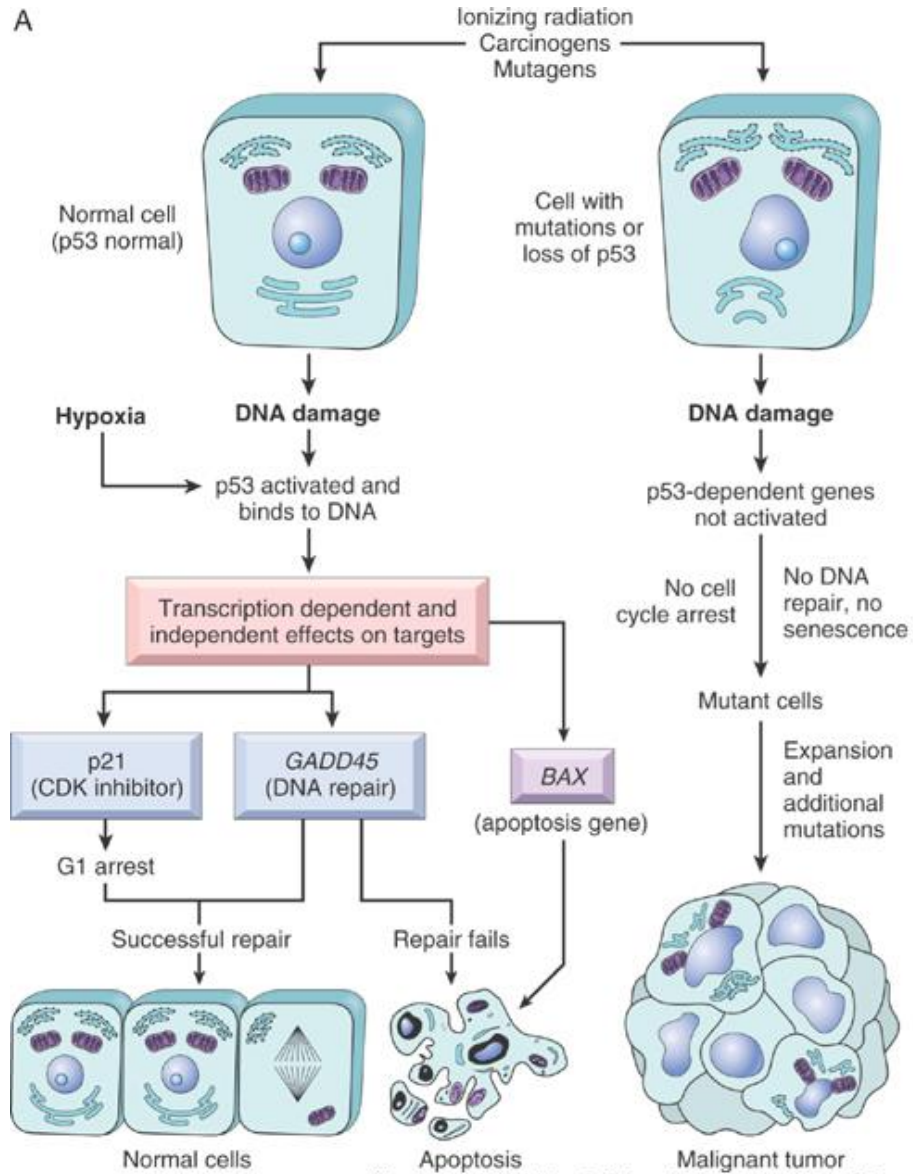 A
Ionizing radiation
Carcinogens
Mutagens
Normal cell
(p53 normal)
Cell with
mutations or
loss of p53
Hypoxia
DNA damage
DNA damage
p53 activated and
binds to DNA
p53-dependent genes
not activated
Transcription dependent and
independent effects on targets
No cell
cycle arrest
No DNA
repair, no
senescence
Mutant cells
p21
(CDK inhibitor)
GADD45
(DNA repair)
BAX
(apoptosis gene)
Expansion
and
additional
mutations
G1 arrest
Successful repair
Repair fails
Normal cells
Apoptosis
Malignant tumor